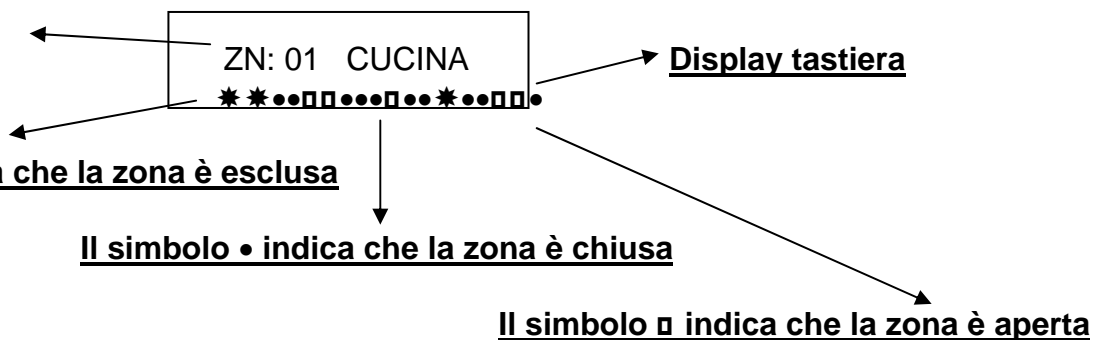 ZN: 01 CUCINA
✷ ✷●●◘◘●●●◘●●✷●●◘◘●
Display tastiera
che la zona è esclusa
Il simbolo • indica che la zona è chiusa
Il simbolo ◘ indica che la zona è aperta